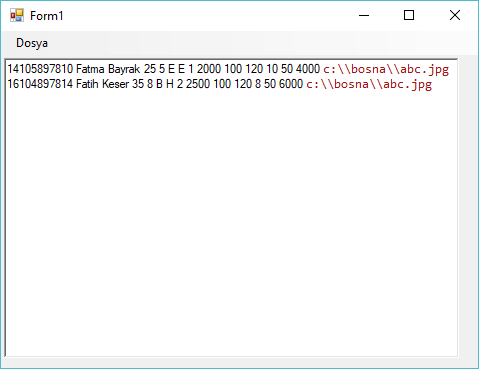 Form1
Dosya
14105897810 Fatma Bayrak 25 5 E E 1 2000 100 120 10 50 4000 c:\\bosna\\abc.jpg
16104897814 Fatih Keser 35 8 B H 2 2500 100 120 8 50 6000 c:\\bosna\\abc.jpg